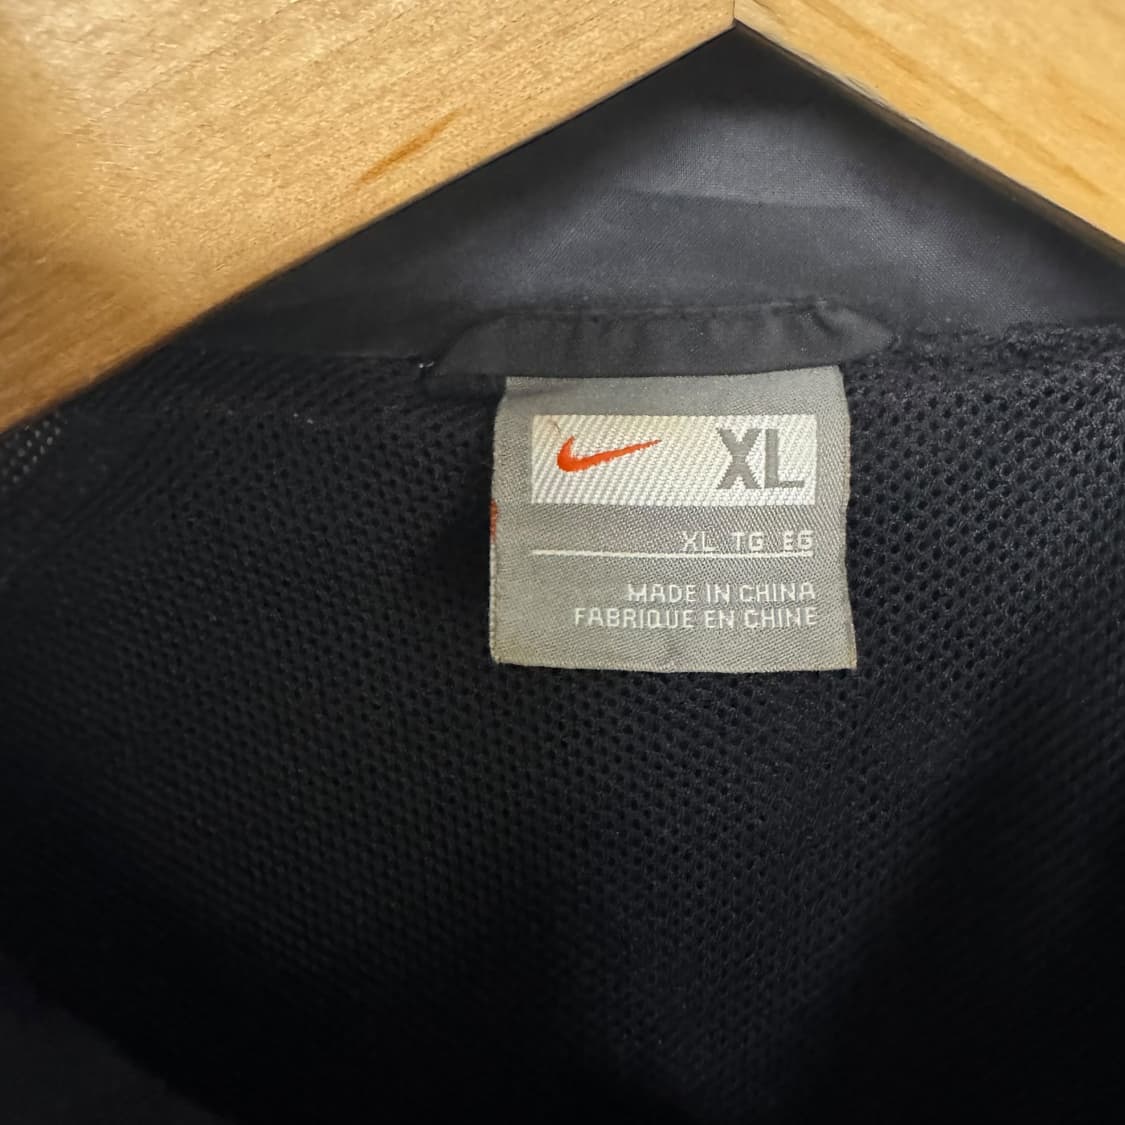 XL
XL TG EG
MADE IN CHINA
FABRIQUE EN CHINE